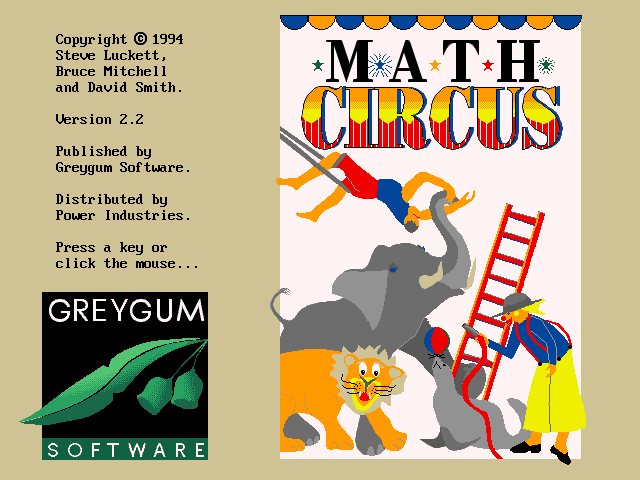 Copyright © 1994
Steve Luckett,
Bruce Mitchell
and David Smith.
Version 2.2
Published by
Greygum Software.
Distributed by
Power Industries.
Press a key or
click the mouse...
GREYGUM
SOFTWARE
MATH
CIRCUS